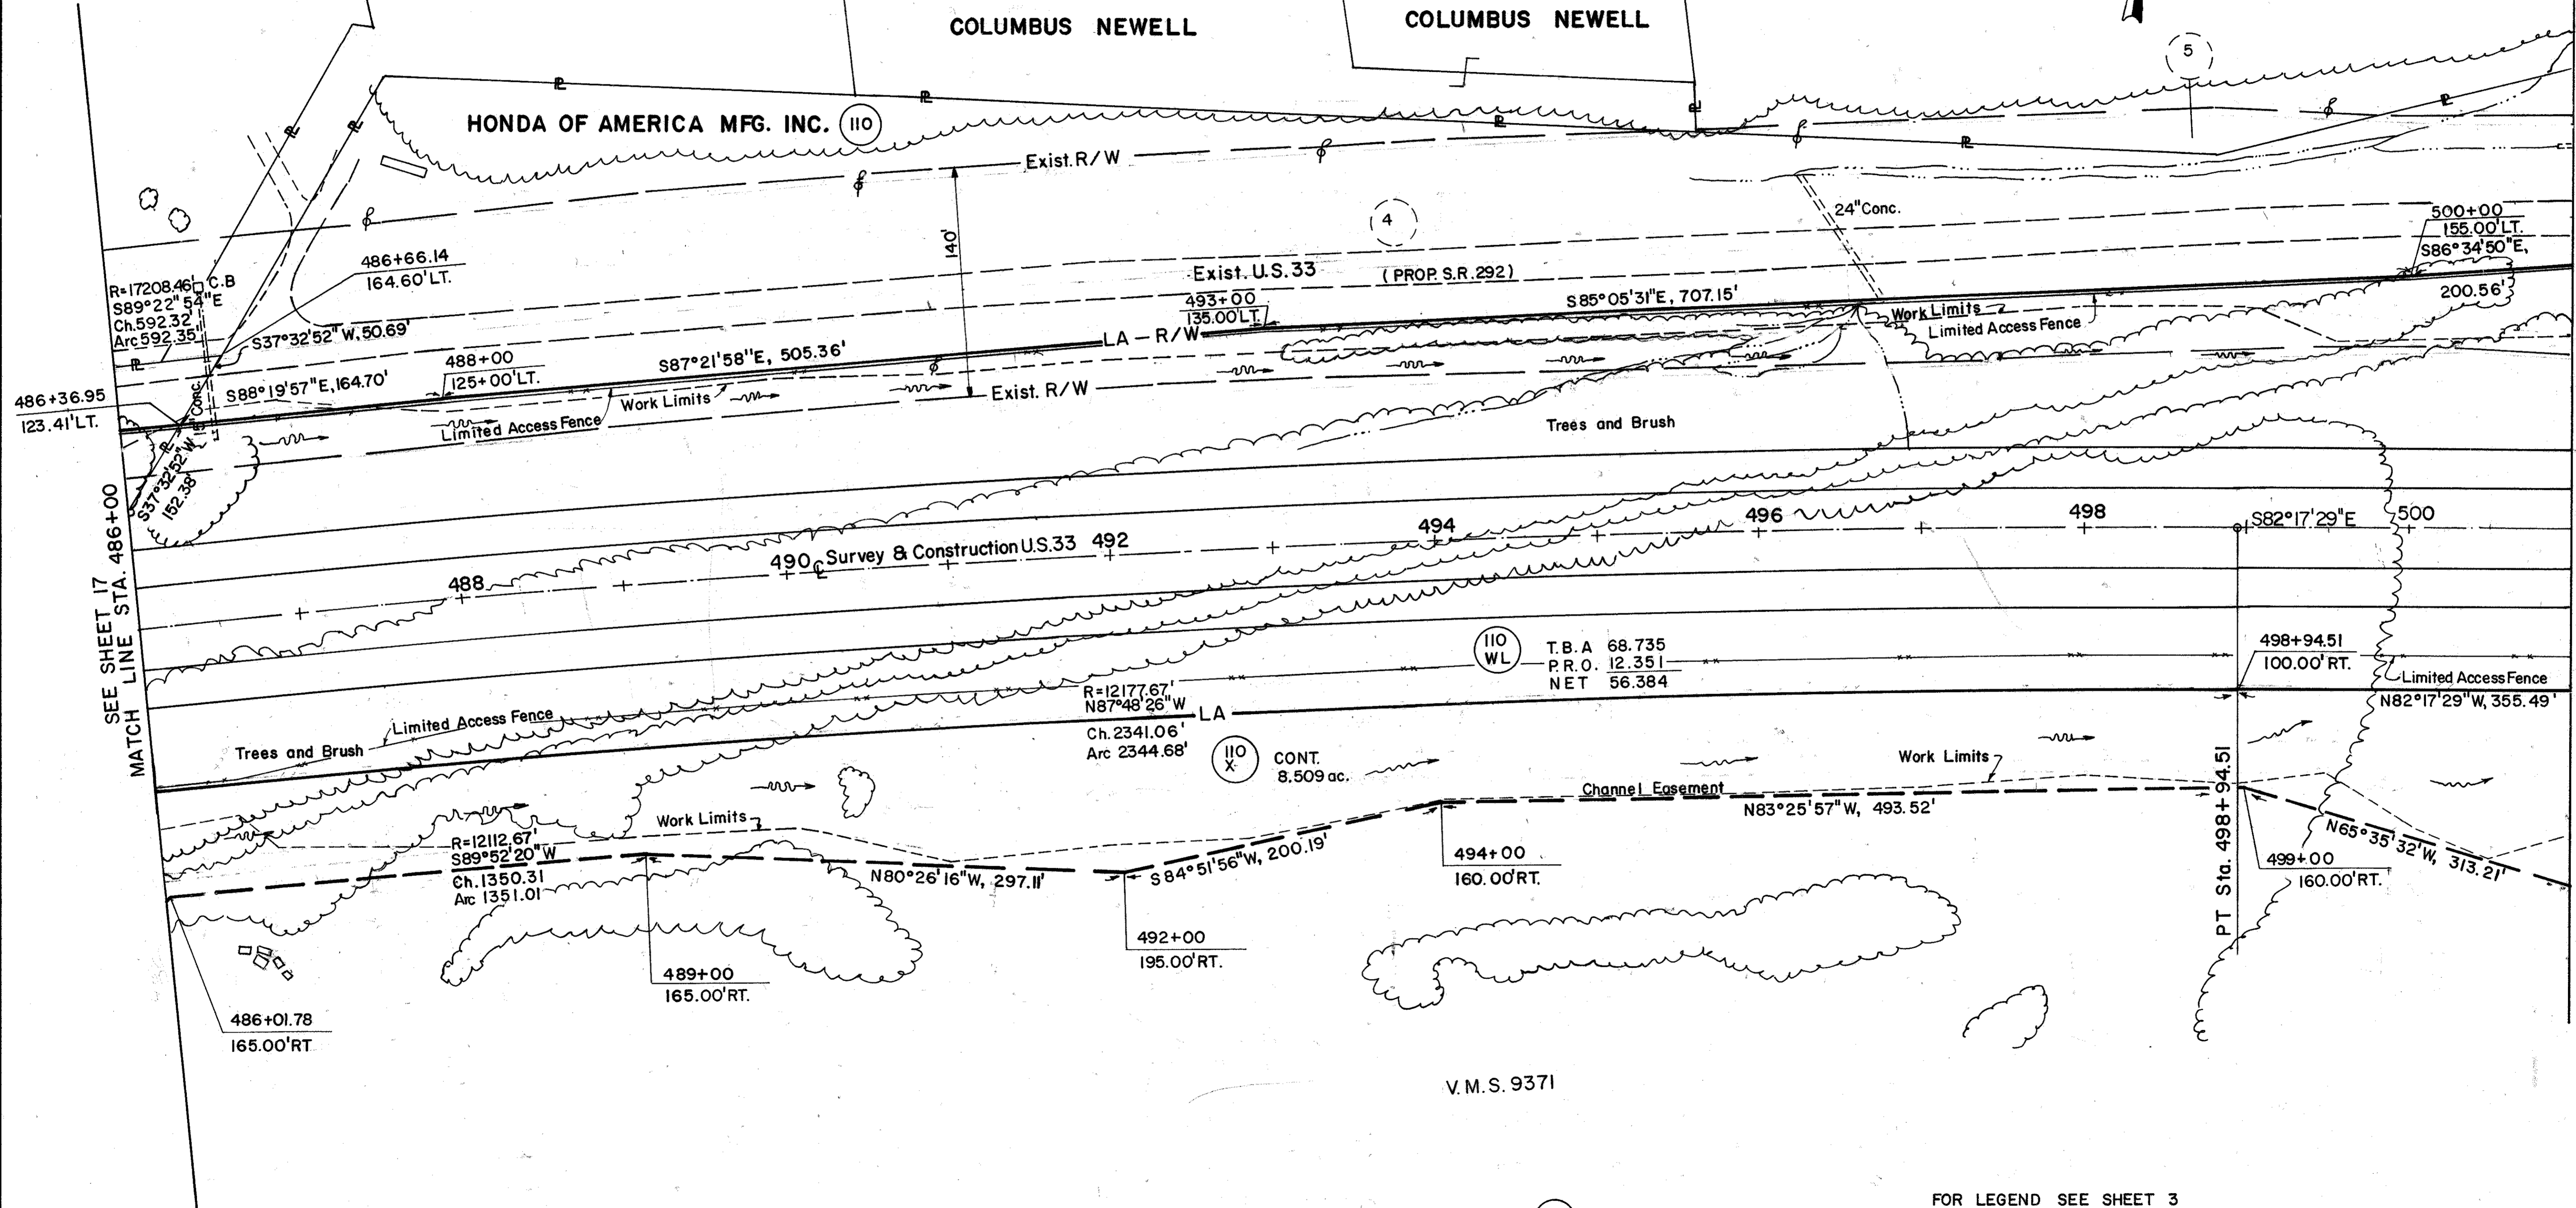 COLUMBUS NEWELL
COLUMBUS NEWELL
5
HONDA OF AMERICA MFG. INC. 110
Exist. R/W
4
24" Conc.
140'
500+00
155.00' LT.
S86°34'50"E,
200.56'
486+66.14
164.60' LT.
Exist. U.S. 33 (PROP. S.R. 292)
R=17208.46' C.B
S89°22'54"E
Ch. 592.32'
Arc 592.35'
493+00
135.00' LT.
S85°05'31"E, 707.15'
Work Limits
Limited Access Fence
S37°32'52"W, 50.69'
LA – R/W
488+00
125+00' LT.
S87°21'58"E, 505.36'
S88°19'57"E, 164.70'
486+36.95
123.41' LT.
Conc.
Work Limits
Exist. R/W
Limited Access Fence
Trees and Brush
S37°32'52"W
152.38'
SEE SHEET 17
MATCH LINE STA. 486+00
488
490
℄ Survey & Construction U.S. 33
492
494
496
498
S82°17'29"E
500
110
WL
T.B.A 68.735
P.R.O. 12.351
NET 56.384
498+94.51
100.00' RT.
Limited Access Fence
N82°17'29"W, 355.49'
R=12177.67'
N87°48'26"W
LA
Ch. 2341.06'
Arc 2344.68'
Limited Access Fence
Trees and Brush
110
X
CONT.
8.509 ac.
Work Limits
Channel Easement
N83°25'57"W, 493.52'
PT Sta. 498+94.51
Work Limits
R=12112.67'
S89°52'20"W
Ch. 1350.31
Arc 1351.01
N80°26'16"W, 297.11'
S84°51'56"W, 200.19'
494+00
160.00' RT.
N65°35'32"W, 313.21'
499+00
160.00' RT.
492+00
195.00' RT.
489+00
165.00' RT.
486+01.78
165.00' RT
V.M.S. 9371
FOR LEGEND SEE SHEET 3